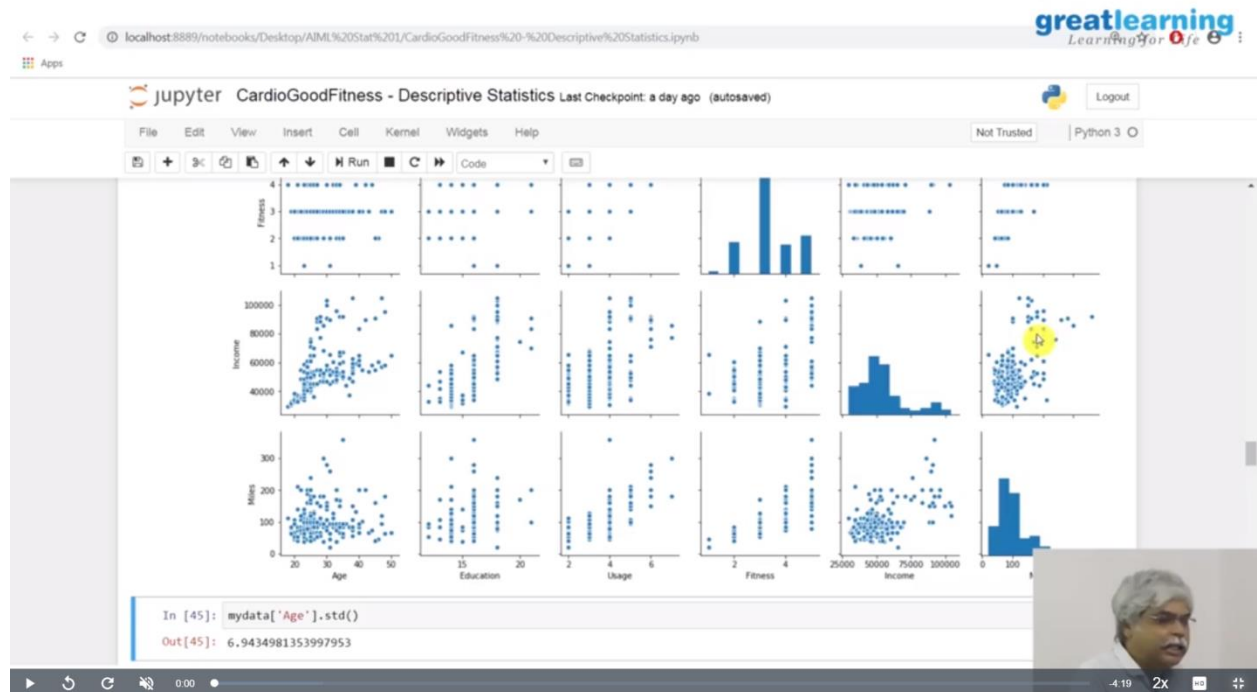 greatlearning
Learning for Life
localhost:8889/notebooks/Desktop/AIML%20Stat%201/CardioGoodFitness%20-%20Descriptive%20Statistics.ipynb
Apps
jupyter CardioGoodFitness - Descriptive Statistics Last Checkpoint: a day ago (autosaved)
Logout
File Edit View Insert Cell Kernel Widgets Help
Not Trusted Python 3
Run Code
4
3
2
1
Fitness
100000
80000
60000
40000
Income
300
200
100
0
Miles
20 30 40 50 15 20 2 4 6 2 4 25000 50000 75000 100000 0 100
Age Education Usage Fitness Income
In [45]: mydata['Age'].std()
Out[45]: 6.9434981353997953
0:00 -4:19 2x HD